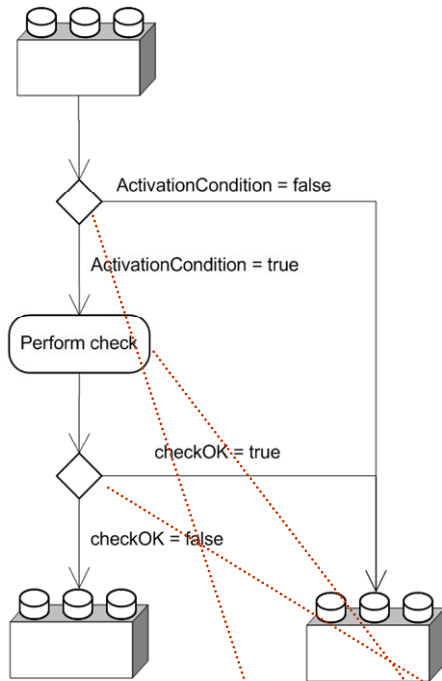 ActivationCondition = false
ActivationCondition = true
Perform check
checkOK = true
checkOK = false